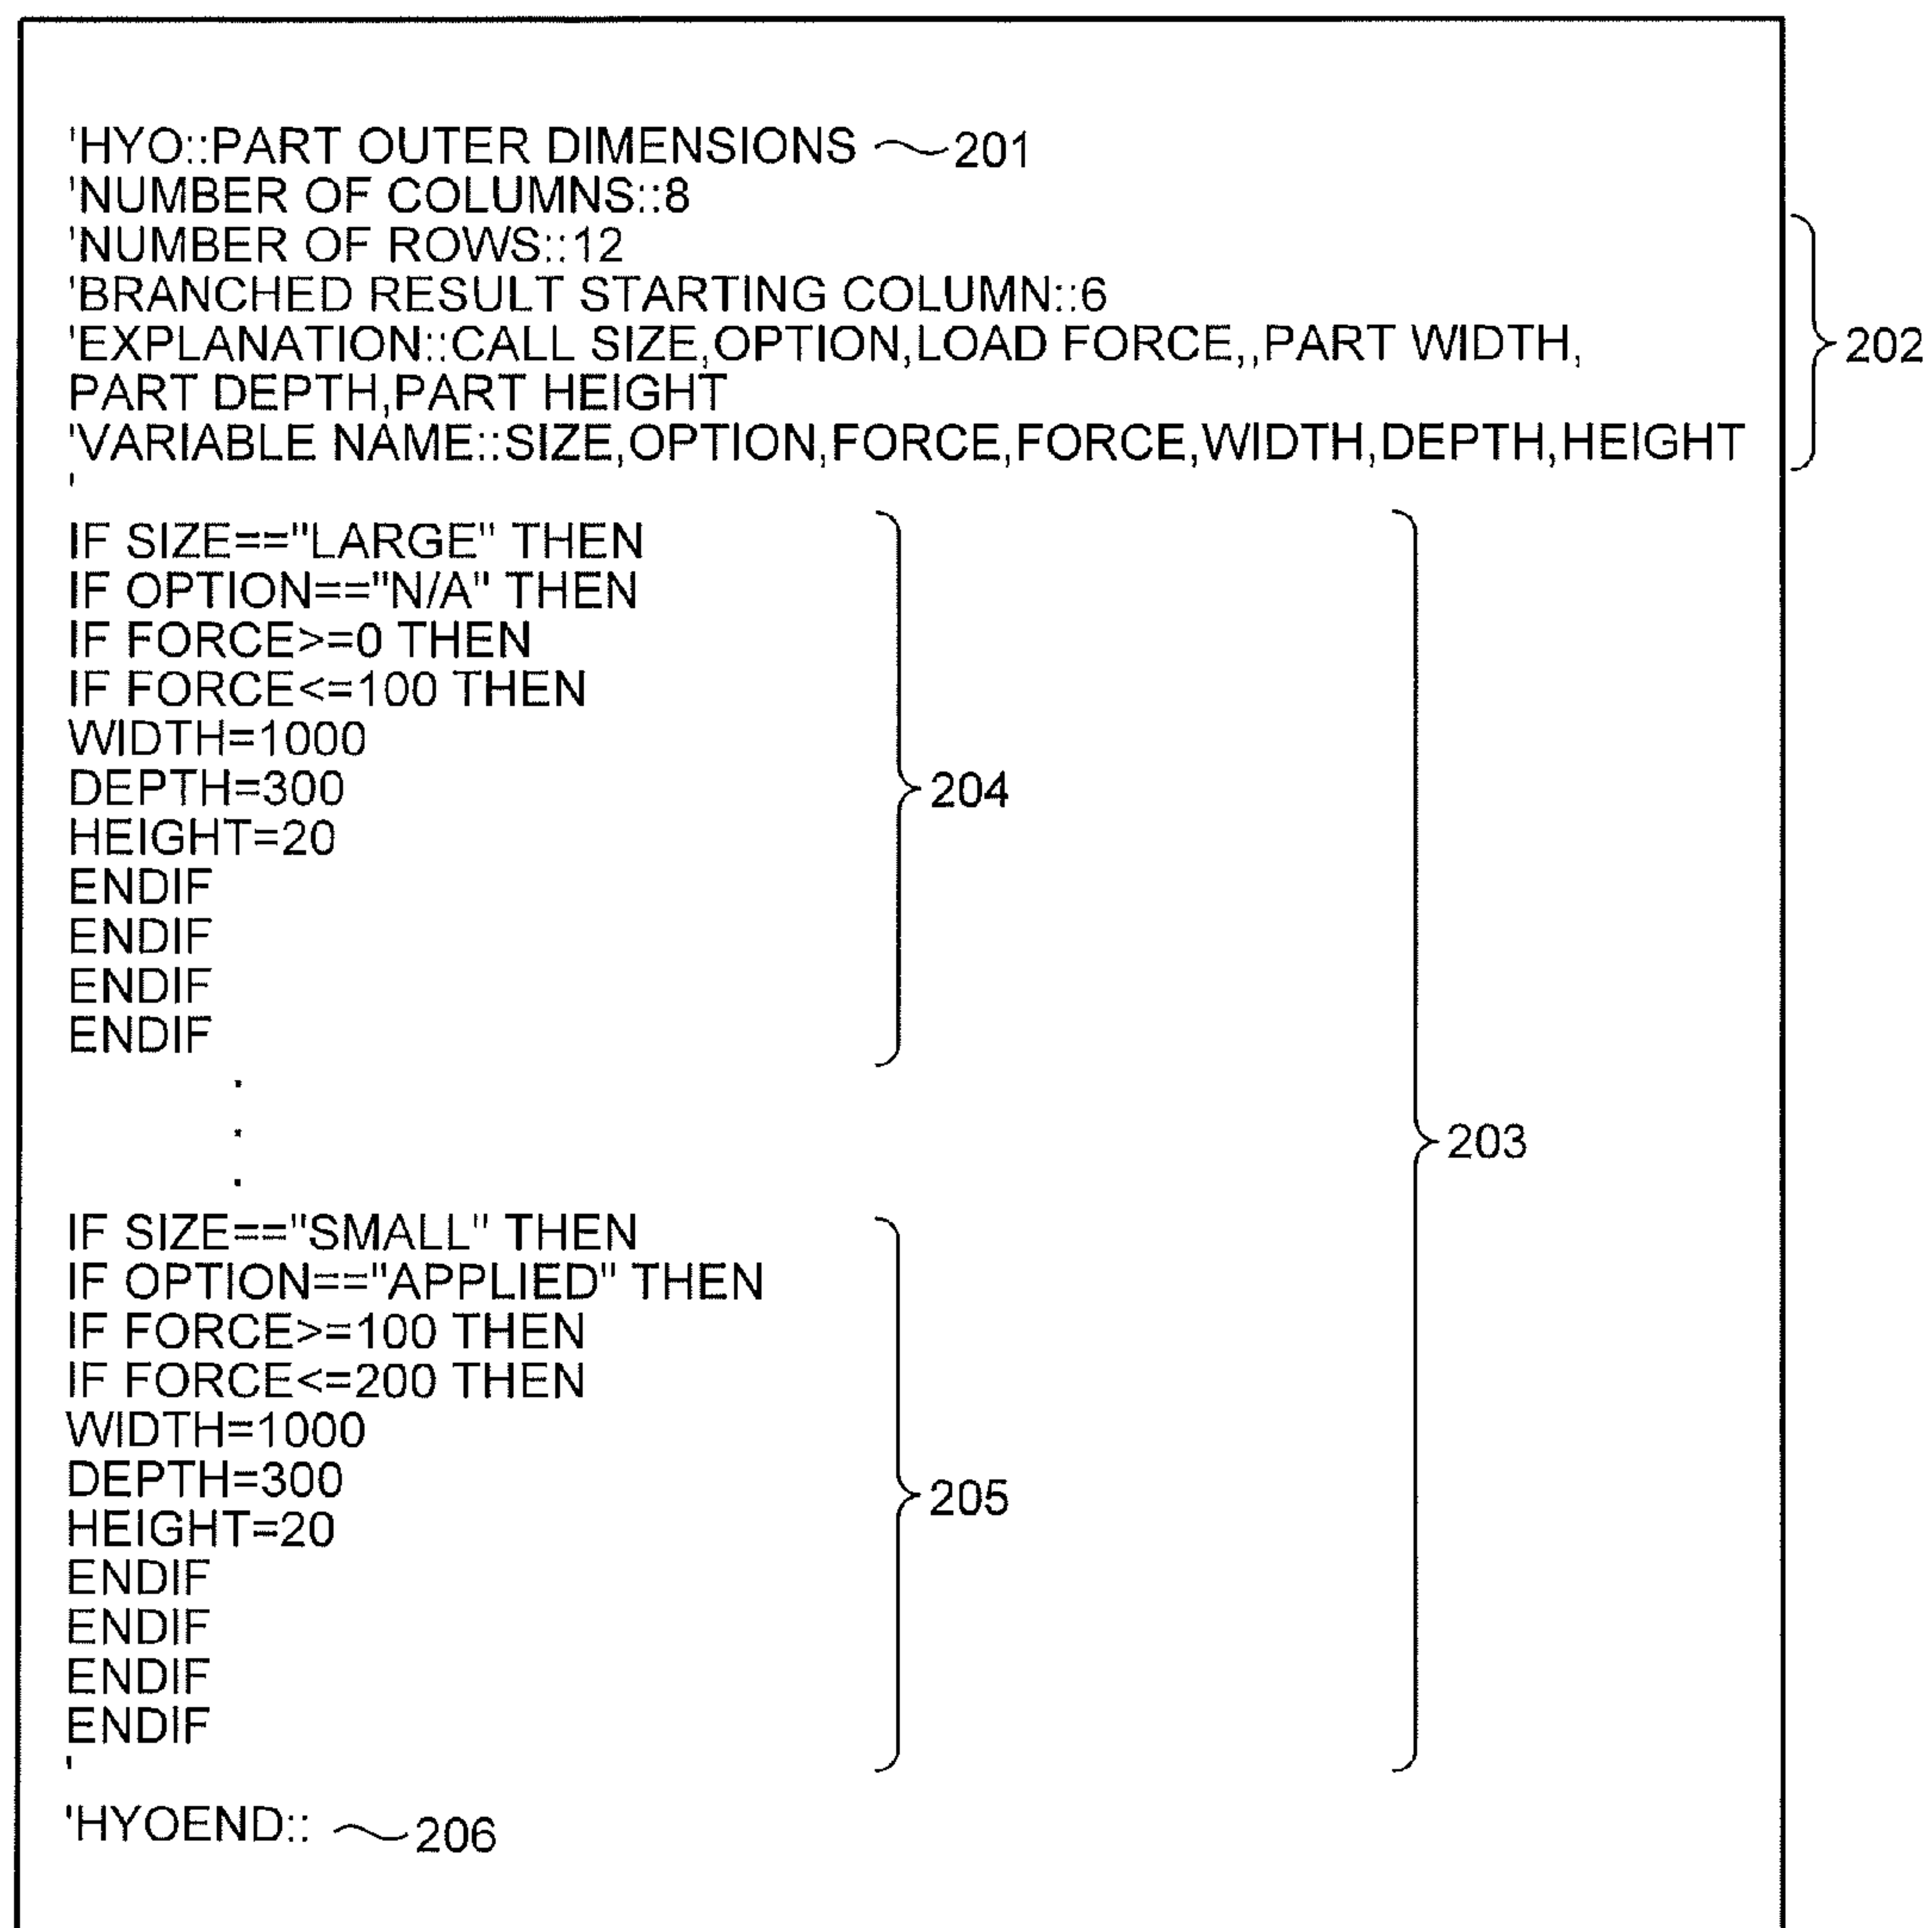 'HYO::PART OUTER DIMENSIONS 201
'NUMBER OF COLUMNS::8
'NUMBER OF ROWS::12
'BRANCHED RESULT STARTING COLUMN::6
'EXPLANATION::CALL SIZE,OPTION,LOAD FORCE,,PART WIDTH,
202
PART DEPTH,PART HEIGHT
'VARIABLE NAME::SIZE,OPTION,FORCE,FORCE,WIDTH,DEPTH,HEIGHT
'
IF SIZE=="LARGE" THEN
IF OPTION=="N/A" THEN
IF FORCE>=0 THEN
IF FORCE<=100 THEN
WIDTH=1000
DEPTH=300
204
HEIGHT=20
ENDIF
ENDIF
ENDIF
ENDIF
.
.
.
203
IF SIZE=="SMALL" THEN
IF OPTION=="APPLIED" THEN
IF FORCE>=100 THEN
IF FORCE<=200 THEN
WIDTH=1000
DEPTH=300
205
HEIGHT=20
ENDIF
ENDIF
ENDIF
ENDIF
'
'HYOEND:: 206